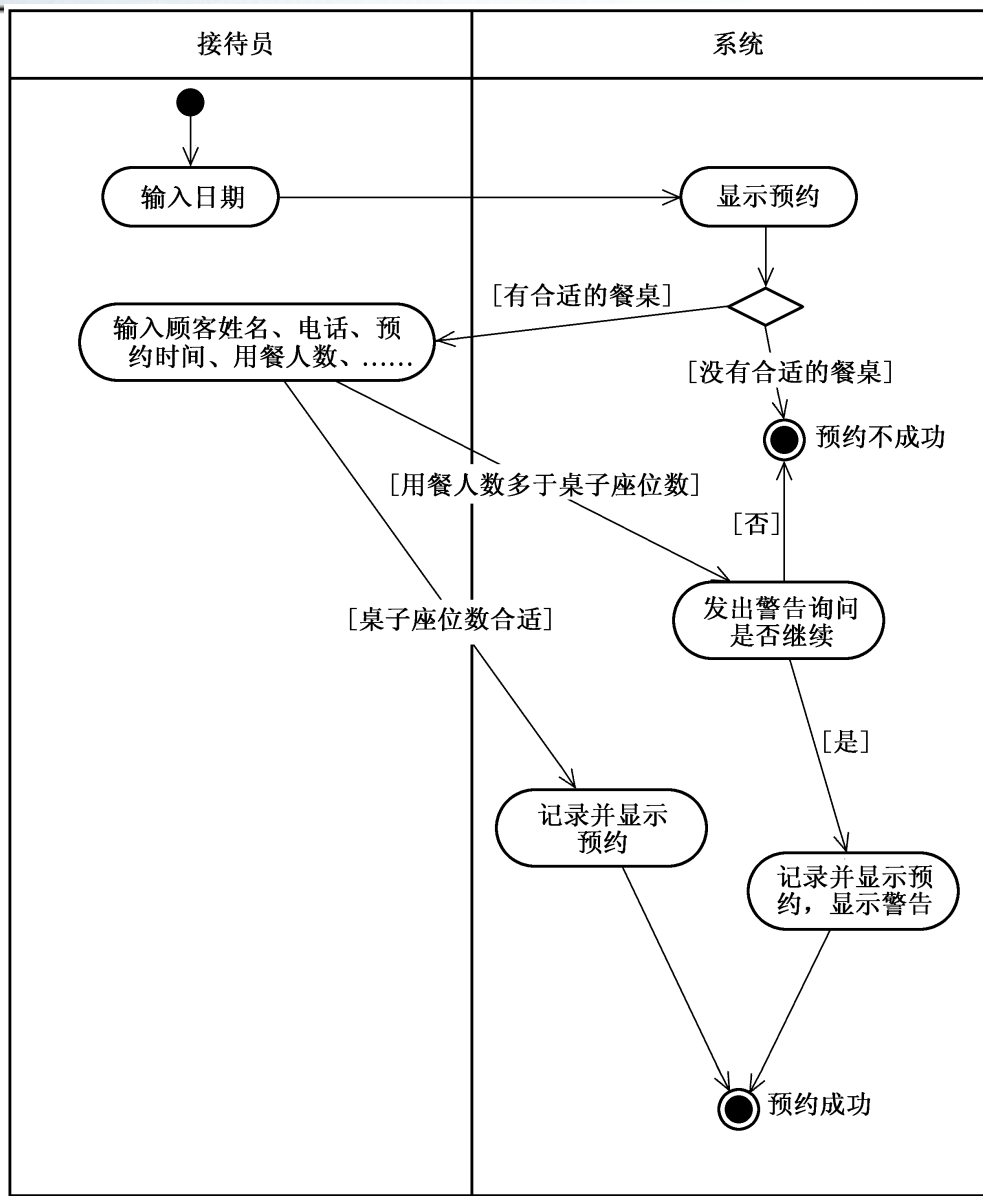 接待员
系统
输入日期
显示预约
[有合适的餐桌]
输入顾客姓名、电话、预
约时间、用餐人数、……
[没有合适的餐桌]
预约不成功
[用餐人数多于桌子座位数]
[否]
发出警告询问
是否继续
[桌子座位数合适]
[是]
记录并显示
预约
记录并显示预
约，显示警告
预约成功